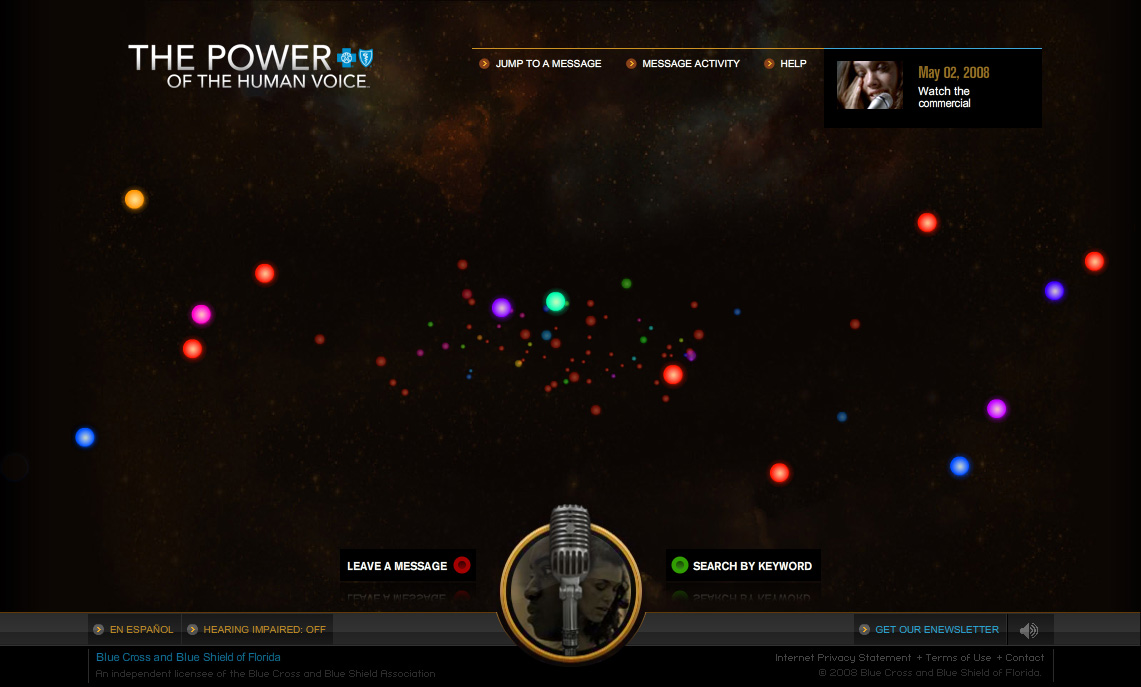 THE POWER
OF THE HUMAN VOICE
JUMP TO A MESSAGE
MESSAGE ACTIVITY
HELP
May 02, 2008
Watch the
commercial
LEAVE A MESSAGE
SEARCH BY KEYWORD
EN ESPAÑOL
HEARING IMPAIRED: OFF
GET OUR ENEWSLETTER
Blue Cross and Blue Shield of Florida
An independent licensee of the Blue Cross and Blue Shield Association
Internet Privacy Statement + Terms of Use + Contact
© 2008 Blue Cross and Blue Shield of Florida.